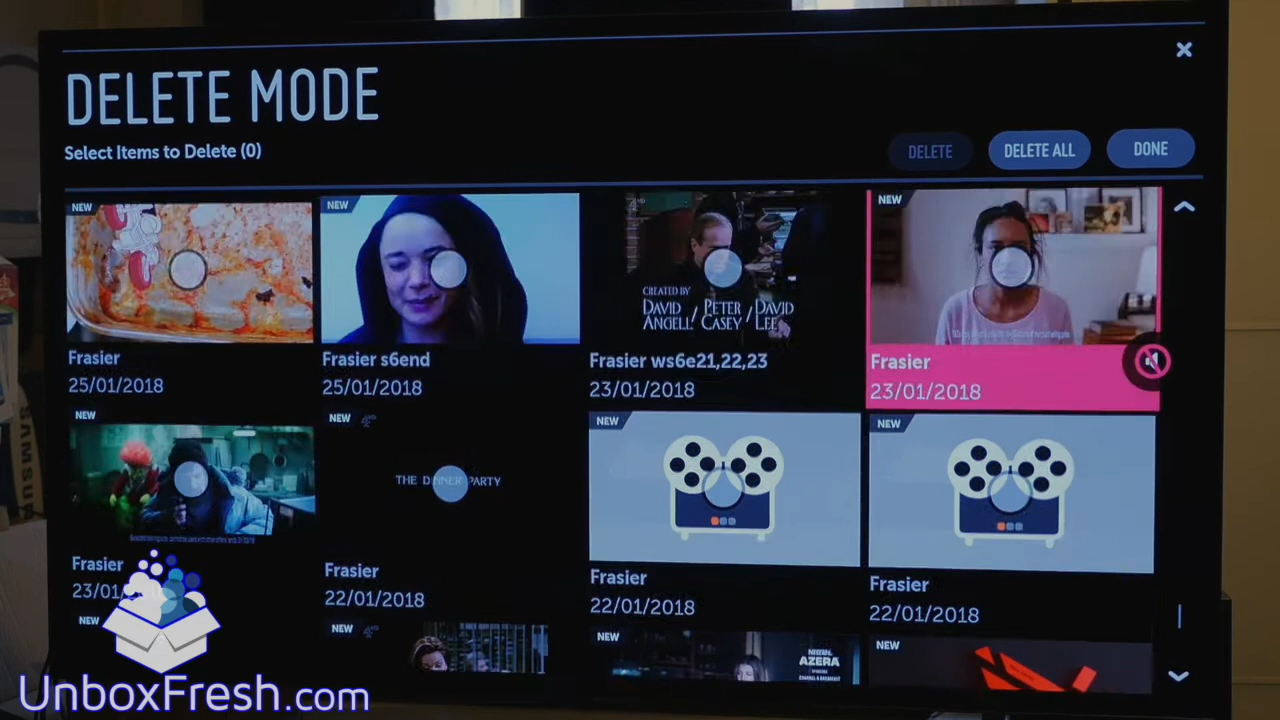 DELETE MODE
Select Items to Delete (0)
DELETE
DELETE ALL
DONE
NEW
NEW
NEW
CREATED BY
DAVID / PETER / DAVID
ANGELL / CASEY / LEE
Frasier
25/01/2018
Frasier s6end
25/01/2018
Frasier ws6e21,22,23
23/01/2018
Frasier
23/01/2018
NEW
NEW
THE DINNER PARTY
NEW
NEW
Frasier
23/01
Frasier
22/01/2018
Frasier
22/01/2018
Frasier
22/01/2018
NEW
NEW
NEW
NEW
AZERA
SAMSU
UnboxFresh.com